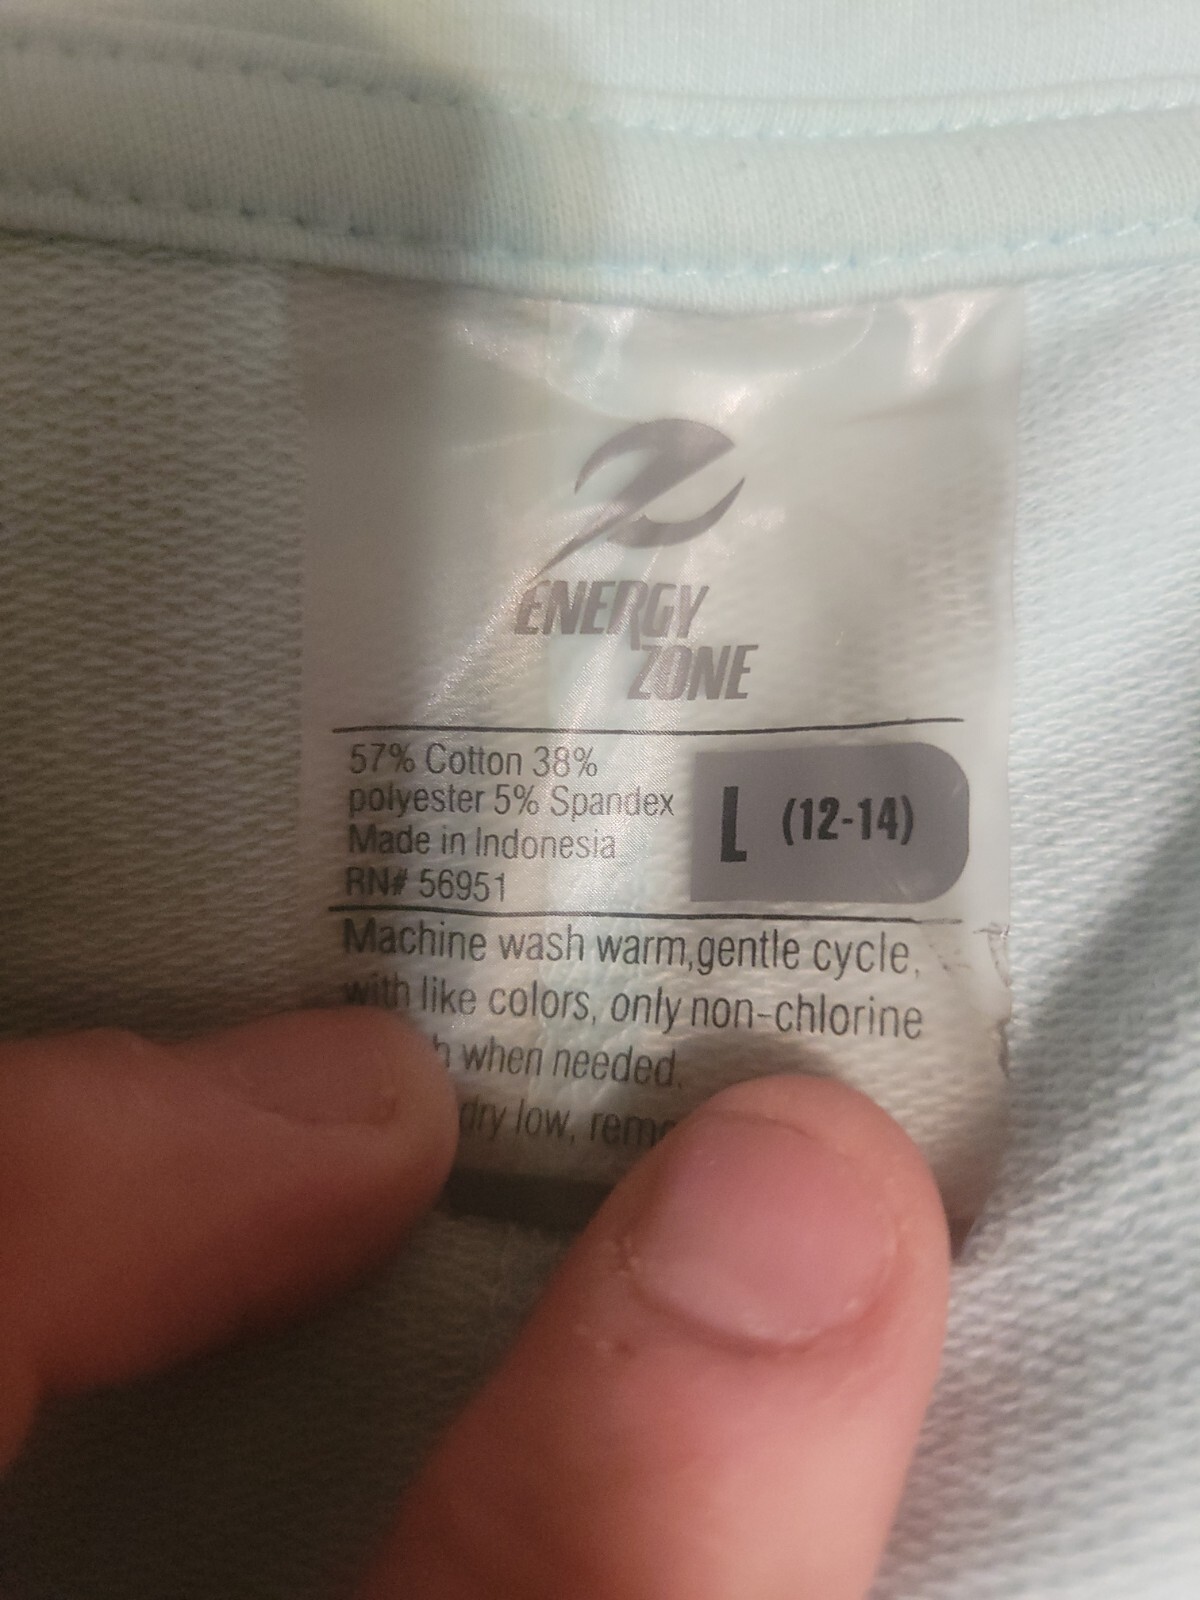 ENERGY
ZONE
57% Cotton 38%
polyester 5% Spandex
Made in Indonesia
RN# 56951
L (12-14)
Machine wash warm,gentle cycle,
with like colors, only non-chlorine
when needed.
dry low,